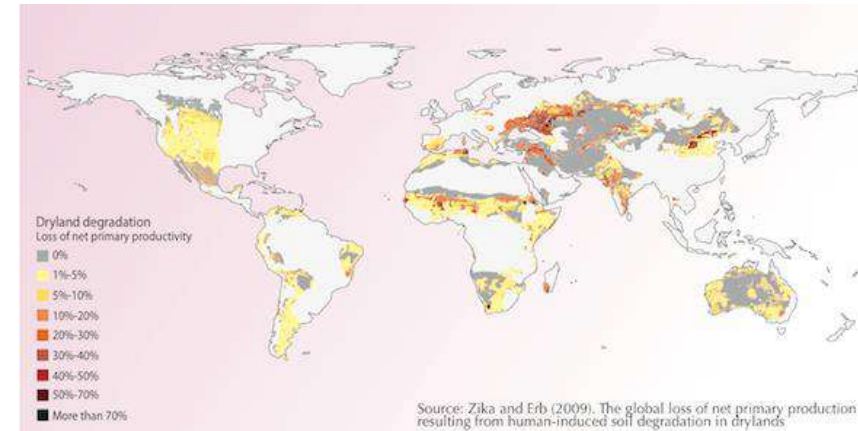 Dryland degradation
Loss of net primary productivity
0%
1%-5%
5%-10%
10%-20%
20%-30%
30%-40%
40%-50%
50%-70%
More than 70%
Source: Zika and Erb (2009). The global loss of net primary production
resulting from human-induced soil degradation in drylands